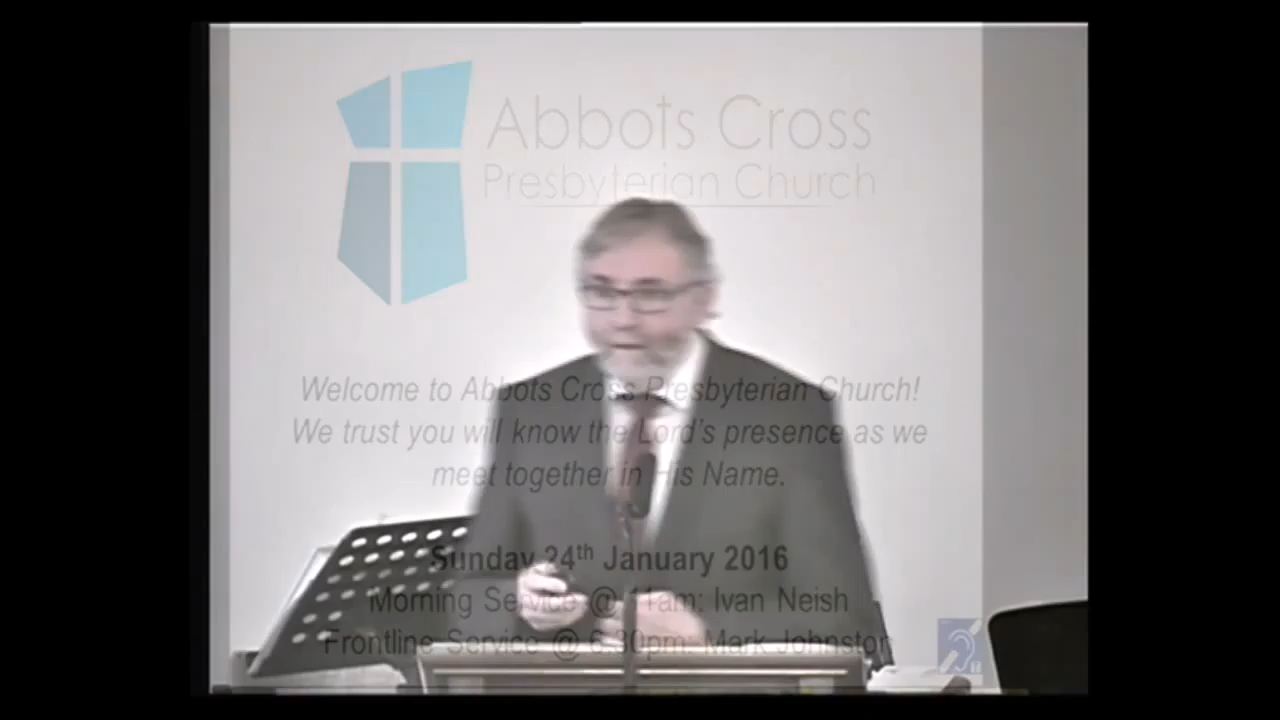 Abbots Cross
Presbyterian Church
Welcome to Abbots Cross Presbyterian Church!
We trust you will know the Lord's presence as we
meet together in His Name.
Sunday 24th January 2016
Morning Service @ 11am: Ivan Neish
Frontline Service @ 6.30pm: Mark Johnston
T